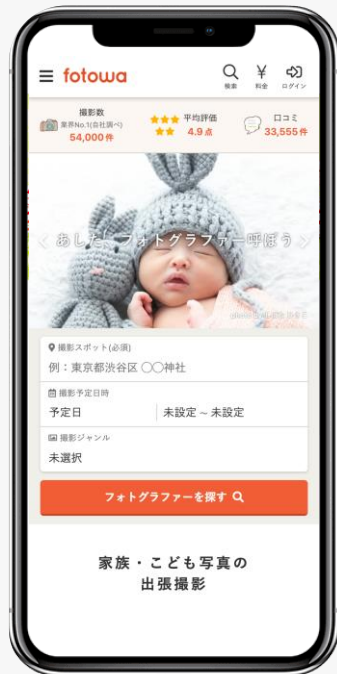 fotowa
検索
料金
ログイン
撮影数
業界No.1(自社調べ)
54,000件
平均評価
4.9点
口コミ
33,555件
あした、フォトグラファー呼ぼう
撮影スポット(必須)
例：東京都渋谷区 〇〇神社
撮影予定日時
予定日
未設定 ~ 未設定
撮影ジャンル
未選択
フォトグラファーを探す
家族・こども写真の
出張撮影